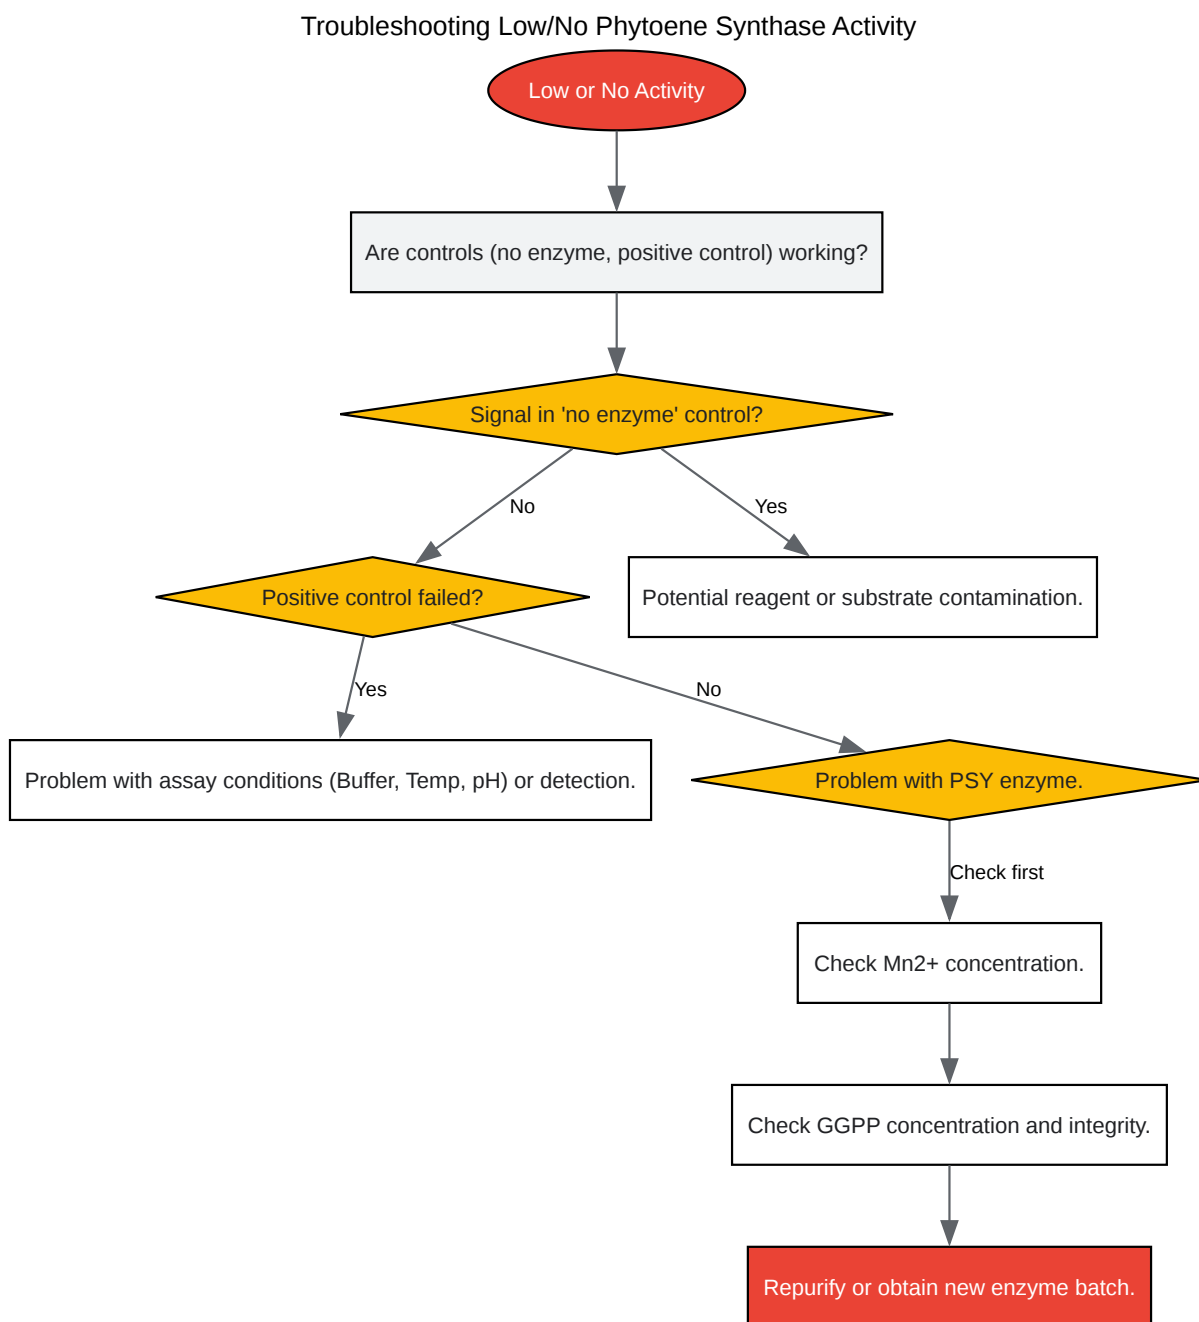 Troubleshooting Low/No Phytoene Synthase Activity
Low or No Activity
Are controls (no enzyme, positive control) working?
Signal in 'no enzyme' control?
No
Yes
Positive control failed?
Potential reagent or substrate contamination.
Yes
No
Problem with assay conditions (Buffer, Temp, pH) or detection.
Problem with PSY enzyme.
Check first
Check Mn2+ concentration.
Check GGPP concentration and integrity.
Repurify or obtain new enzyme batch.